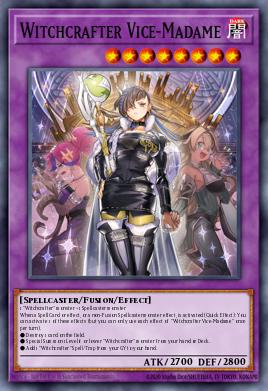 WITCHCRAFTER VICE-MADAME
DARK
闇
[SPELLCASTER/FUSION/EFFECT]
1 "Witchcrafter" monster + 1 Spellcaster monster
When a Spell Card or effect, or a non-Fusion Spellcaster monster effect, is activated (Quick Effect): You
can activate 1 of these effects (but you can only use each effect of "Witchcrafter Vice-Madame" once
per turn).
●Destroy 1 card on the field.
●Special Summon 1 Level 6 or lower "Witchcrafter" monster from your hand or Deck.
●Add 1 "Witchcrafter" Spell/Trap from your GY to your hand.
ATK/2700 DEF/2800